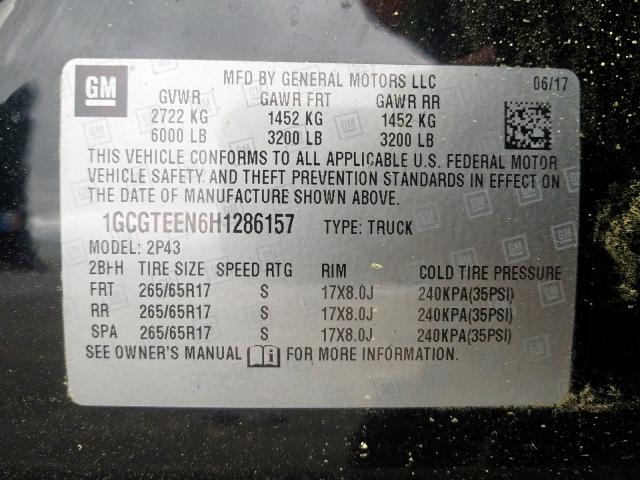 GM MFD BY GENERAL MOTORS LLC 06/17
GVWR GAWR FRT GAWR RR
2722 KG 1452 KG 1452 KG
6000 LB 3200 LB 3200 LB
THIS VEHICLE CONFORMS TO ALL APPLICABLE U.S. FEDERAL MOTOR
VEHICLE SAFETY AND THEFT PREVENTION STANDARDS IN EFFECT ON
THE DATE OF MANUFACTURE SHOWN ABOVE.
1GCGTEEN6H1286157 TYPE: TRUCK
MODEL: 2P43
2BHH TIRE SIZE SPEED RTG RIM COLD TIRE PRESSURE
FRT 265/65R17 S 17X8.0J 240KPA(35PSI)
RR 265/65R17 S 17X8.0J 240KPA(35PSI)
SPA 265/65R17 S 17X8.0J 240KPA(35PSI)
SEE OWNER'S MANUAL i FOR MORE INFORMATION.